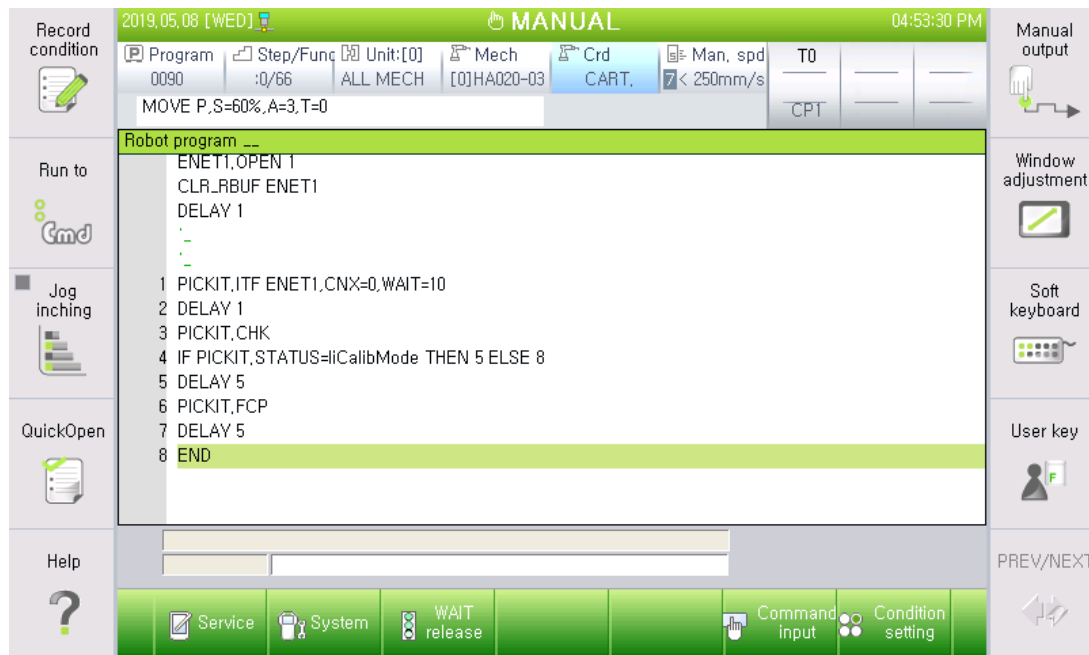 Record
condition
Run to
Cmd
Jog
inching
QuickOpen
Help
?
2019,05,08 [WED]
MANUAL
04:53:30 PM
P Program
Step/Func
Unit:[0]
Mech
Crd
Man, spd
T0
0090
:0/66
ALL MECH
[0]HA020-03
CART,
7 < 250mm/s
MOVE P,S=60%,A=3,T=0
CP1
Robot program __
ENET1,OPEN 1
CLR_RBUF ENET1
DELAY 1
'_
'_
1 PICKIT,ITF ENET1,CNX=0,WAIT=10
2 DELAY 1
3 PICKIT,CHK
4 IF PICKIT,STATUS=liCalibMode THEN 5 ELSE 8
5 DELAY 5
6 PICKIT,FCP
7 DELAY 5
8 END
Service
System
WAIT
release
Command
input
Condition
setting
Manual
output
Window
adjustment
Soft
keyboard
User key
F
PREV/NEXT